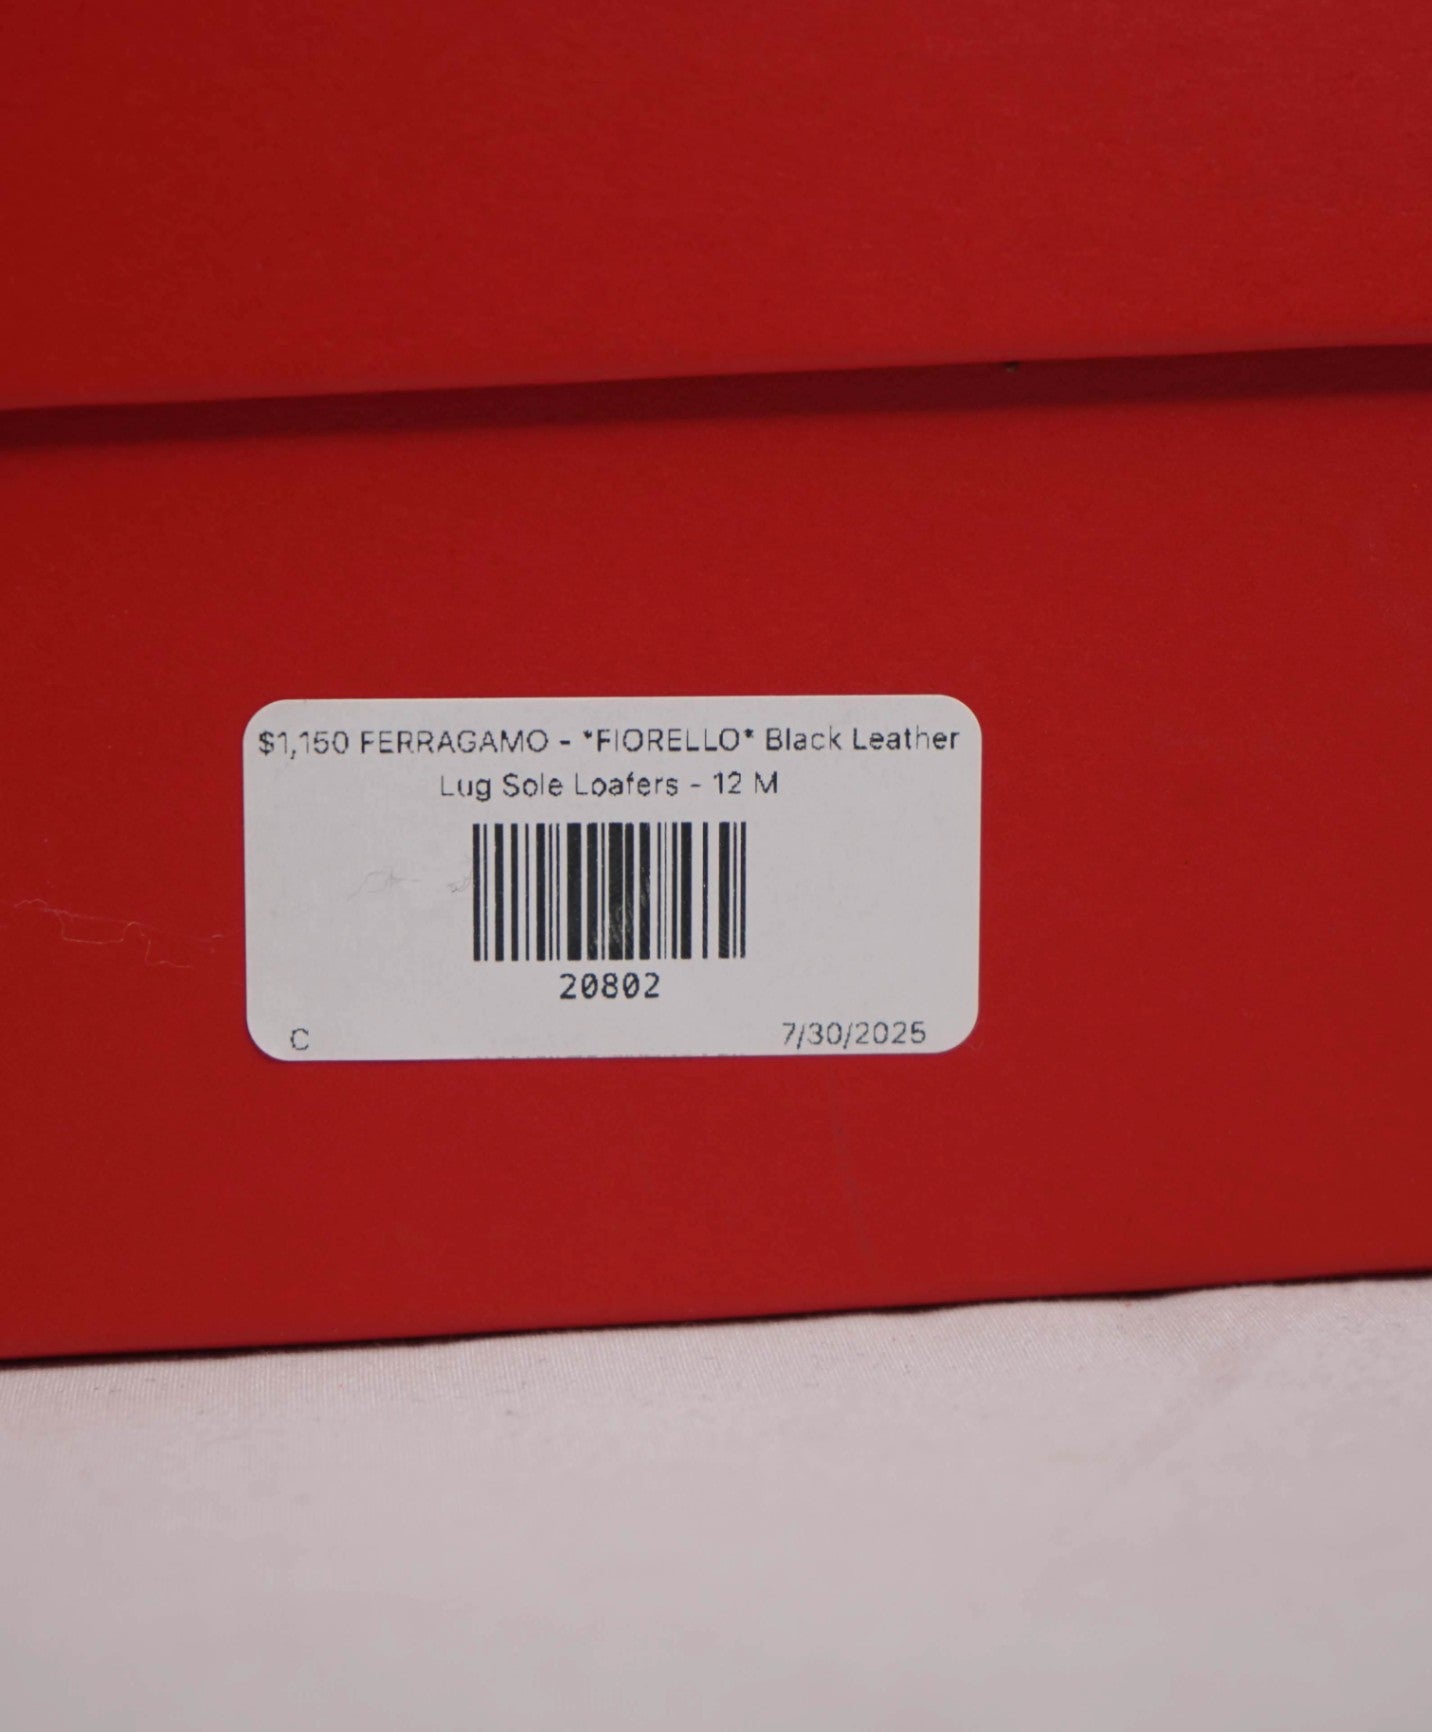 $1,150 FERRAGAMO - *FIORELLO* Black Leather
Lug Sole Loafers - 12 M
20802
C
7/30/2025